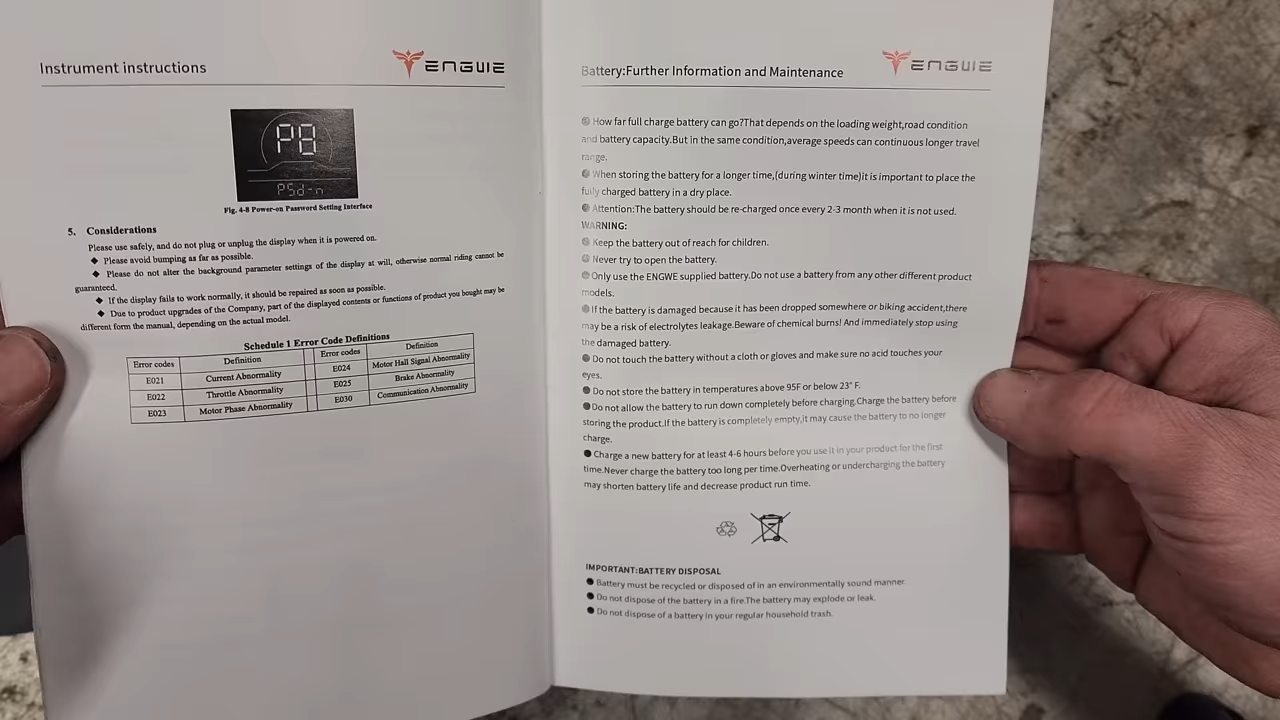 Instrument instructions
ENGWE
P8
PSd-n
Fig. 4-8 Power-on Password Setting Interface
5. Considerations
Please use safely, and do not plug or unplug the display when it is powered on.
◆ Please avoid bumping as far as possible.
◆ Please do not alter the background parameter settings of the display at will, otherwise normal riding cannot be
guaranteed.
◆ If the display fails to work normally, it should be repaired as soon as possible.
◆ Due to product upgrades of the Company, part of the displayed contents or functions of product you bought may be
different form the manual, depending on the actual model.
Schedule 1 Error Code Definitions
Error codes Definition Error codes Definition
E021 Current Abnormality E024 Motor Hall Signal Abnormality
E022 Throttle Abnormality E025 Brake Abnormality
E023 Motor Phase Abnormality E030 Communication Abnormality
Battery:Further Information and Maintenance
ENGWE
● How far full charge battery can go?That depends on the loading weight,road condition
and battery capacity.But in the same condition,average speeds can continuous longer travel
range.
● When storing the battery for a longer time,(during winter time)it is important to place the
fully charged battery in a dry place.
● Attention:The battery should be re-charged once every 2-3 month when it is not used.
WARNING:
● Keep the battery out of reach for children.
● Never try to open the battery.
● Only use the ENGWE supplied battery.Do not use a battery from any other different product
models.
● If the battery is damaged because it has been dropped somewhere or biking accident,there
may be a risk of electrolytes leakage.Beware of chemical burns! And immediately stop using
the damaged battery.
● Do not touch the battery without a cloth or gloves and make sure no acid touches your
eyes.
● Do not store the battery in temperatures above 95F or below 23° F.
● Do not allow the battery to run down completely before charging.Charge the battery before
storing the product.If the battery is completely empty,it may cause the battery to no longer
charge.
● Charge a new battery for at least 4-6 hours before you use it in your product for the first
time.Never charge the battery too long per time.Overheating or undercharging the battery
may shorten battery life and decrease product run time.
IMPORTANT:BATTERY DISPOSAL
● Battery must be recycled or disposed of in an environmentally sound manner
● Do not dispose of the battery in a fire.The battery may explode or leak.
● Do not dispose of a battery in your regular household trash.